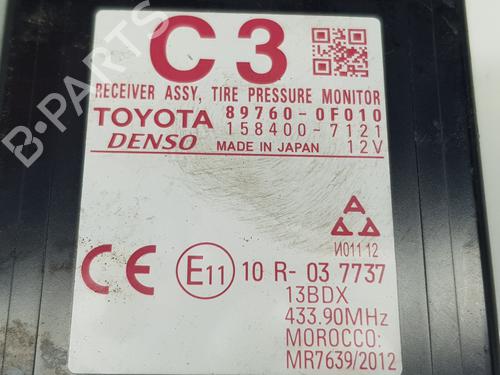 C3
RECEIVER ASSY, TIRE PRESSURE MONITOR
TOYOTA 89760-0F010
158400-7121
DENSO MADE IN JAPAN 12V
И011 12
CE E11 10 R- 03 7737
13BDX
433.90MHz
MOROCCO:
MR7639/2012
B-PARTS